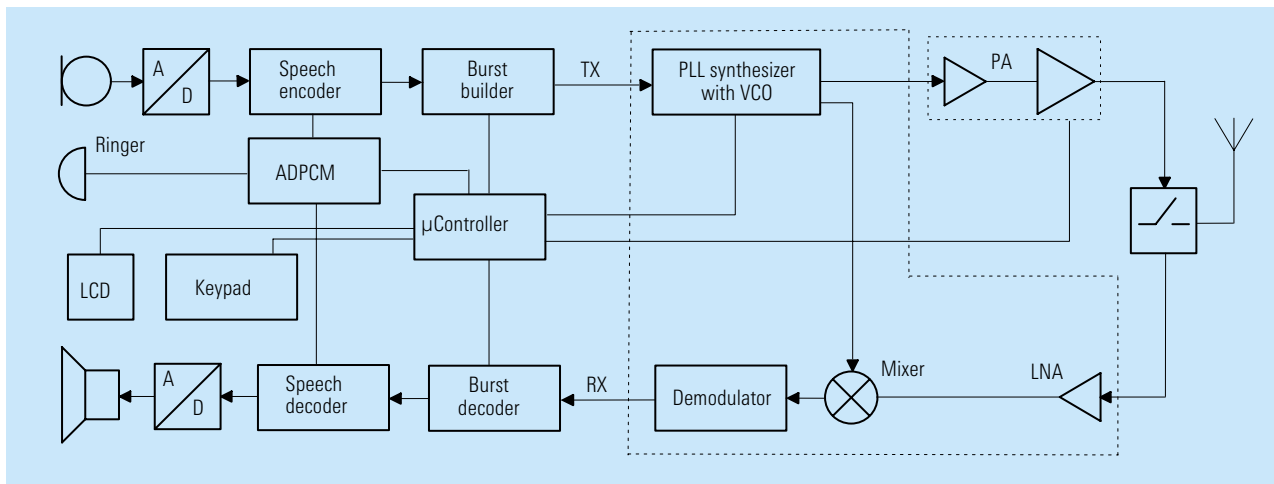 A
D
Speech
encoder
Burst
builder
TX
PLL synthesizer
with VCO
PA
Ringer
ADPCM
µController
LCD
Keypad
A
D
Speech
decoder
Burst
decoder
RX
Demodulator
Mixer
LNA